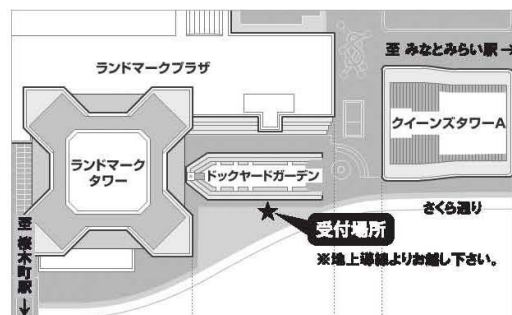 至 みなとみらい駅→
ランドマークプラザ
クイーンズタワーA
ランドマーク
タワー
ドックヤードガーデン
さくら通り
至 桜木町駅→
★
受付場所
※地上導線よりお越し下さい。